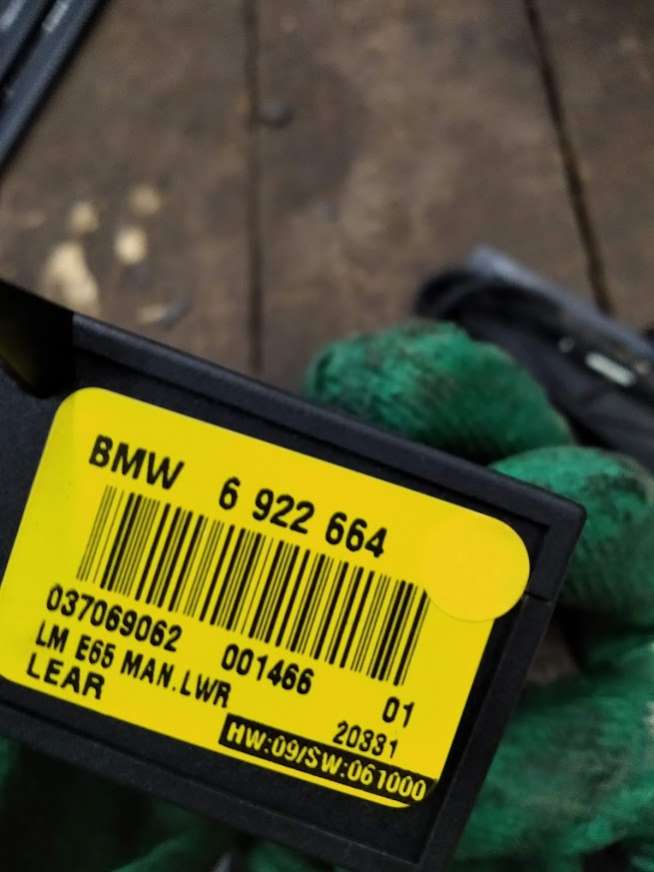 BMW 6 922 664
037069062 001466 01
LM E65 MAN.LWR 20331
LEAR
HW:09/SW:061000